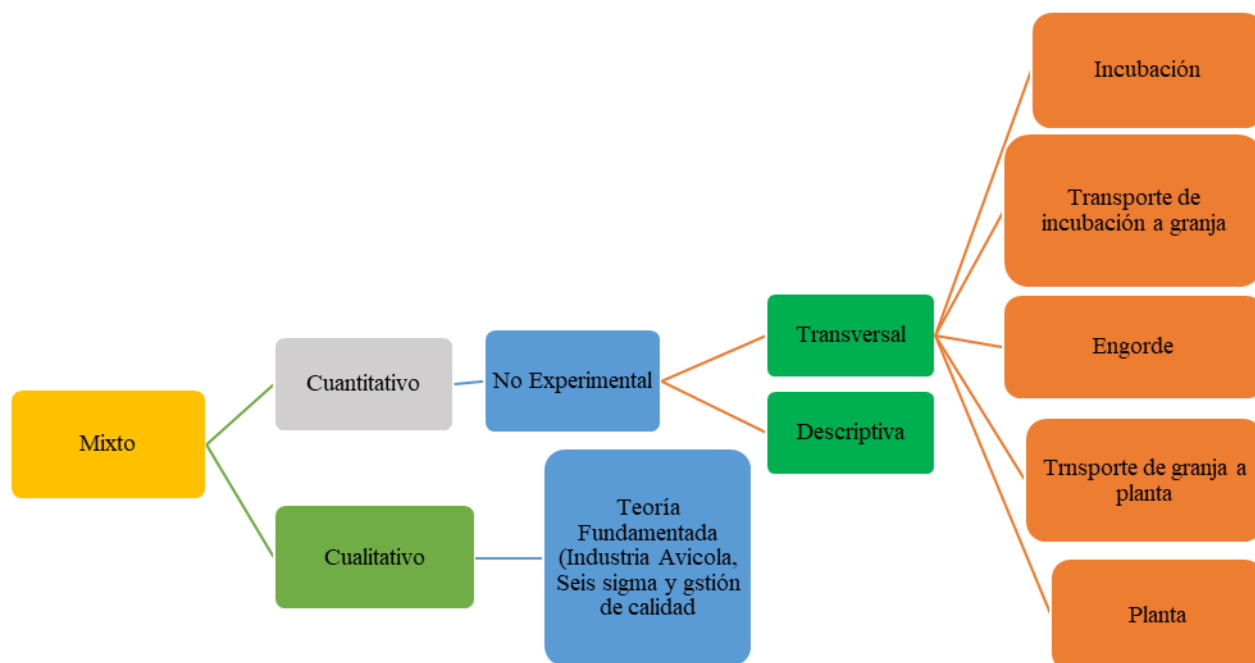 Mixto
Cuantitativo
Cualitativo
No Experimental
Teoría
Fundamentada
(Industria Avicola,
Seis sigma y gstión
de calidad
Transversal
Descriptiva
Incubación
Transporte de
incubación a granja
Engorde
Trnsporte de granja a
planta
Planta